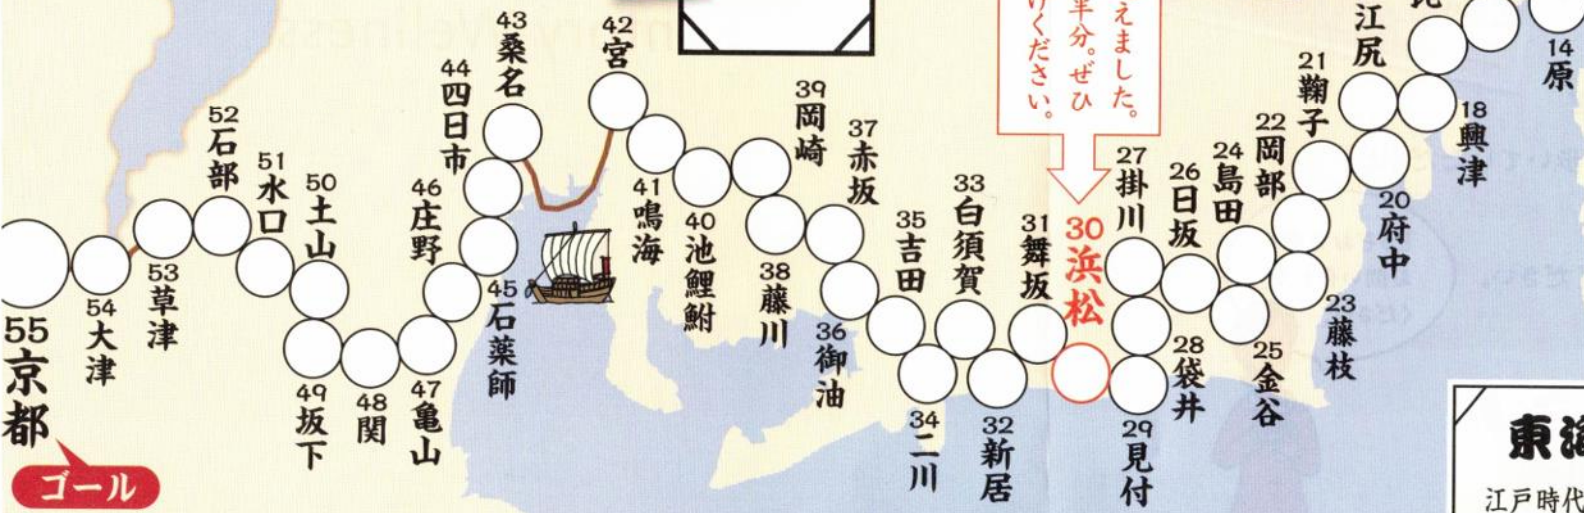 14 原
18 興津
江尻
20 府中
21 鞠子
22 岡部
23 藤枝
24 島田
25 金谷
26 日坂
27 掛川
28 袋井
29 見付
えました。
半分。ぜひ
けください。
30 浜松
31 舞坂
32 新居
33 白須賀
34 二川
35 吉田
36 御油
37 赤坂
38 藤川
39 岡崎
40 池鯉鮒
41 鳴海
42 宮
43 桑名
44 四日市
45 石薬師
46 庄野
47 亀山
48 関
49 坂下
50 土山
51 水口
52 石部
53 草津
54 大津
55 京都
ゴール
東海
江戸時代